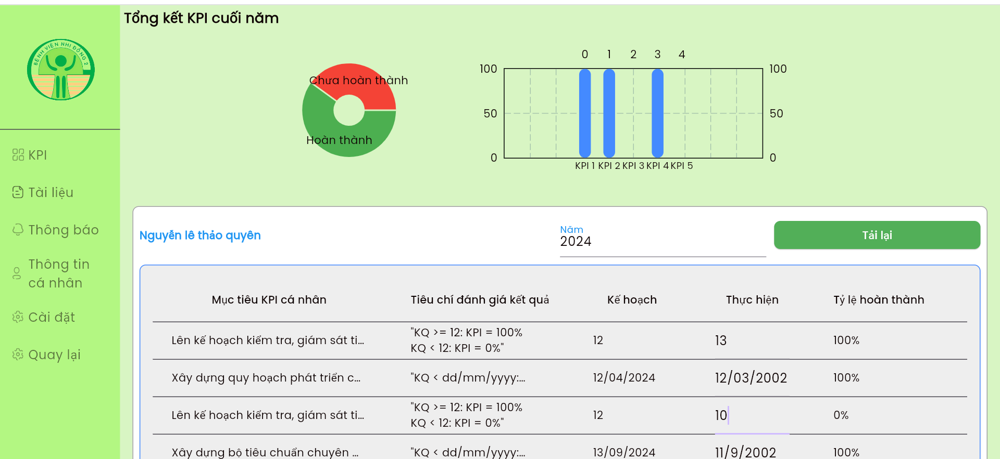 Tổng kết KPI cuối năm
BỆNH VIỆN NHI ĐỒNG 2
KPI
Tài liệu
Thông báo
Thông tin
cá nhân
Cài đặt
Quay lại
Chưa hoàn thành
Hoàn thành
0 1 2 3 4
100 100
50 50
0 0
KPI 1 KPI 2 KPI 3 KPI 4 KPI 5
Nguyễn lê thảo quyên
Năm
2024
Tải lại
Mục tiêu KPI cá nhân Tiêu chí đánh giá kết quả Kế hoạch Thực hiện Tỷ lệ hoàn thành
Lên kế hoạch kiểm tra, giám sát ti... "KQ >= 12: KPI = 100% 12 13 100%
KQ < 12: KPI = 0%"
Xây dựng quy hoạch phát triển c... "KQ < dd/mm/yyyy:... 12/04/2024 12/03/2002 100%
Lên kế hoạch kiểm tra, giám sát ti... "KQ >= 12: KPI = 100% 12 10 0%
KQ < 12: KPI = 0%"
Xây dựng bộ tiêu chuẩn chuyên ... "KQ < dd/mm/yyyy:... 13/09/2024 11/9/2002 100%